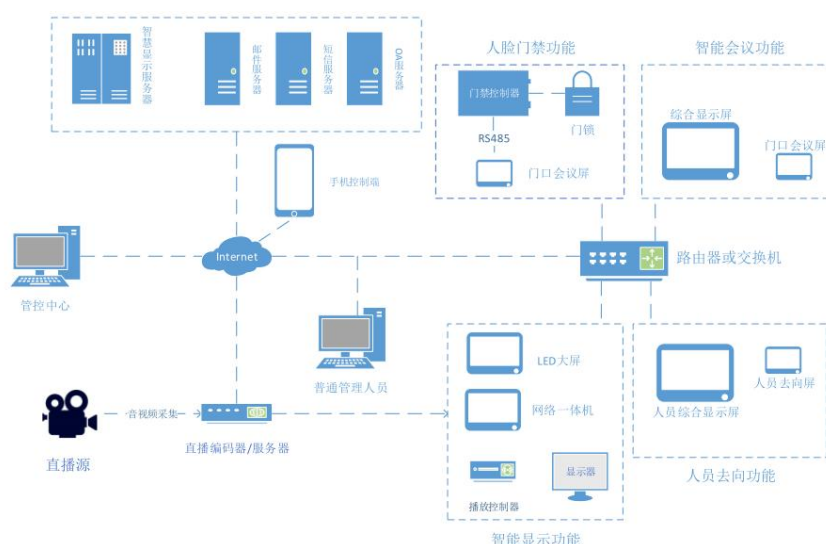 智慧显示服务器
邮件服务器
短信服务器
OA服务器
人脸门禁功能
智能会议功能
门禁控制器
门锁
RS485
门口会议屏
综合显示屏
门口会议屏
手机控制端
Internet
管控中心
路由器或交换机
普通管理人员
直播源
音视频采集
直播编码器/服务器
LED大屏
网络一体机
播放控制器
显示器
智能显示功能
人员综合显示屏
人员去向屏
人员去向功能